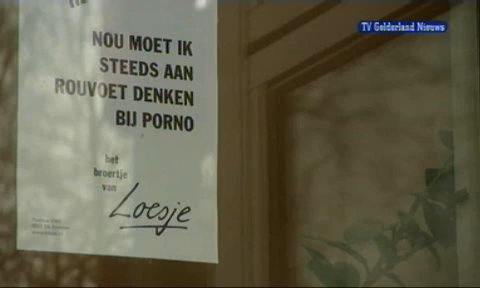 TV Gelderland Nieuws
NOU MOET IK
STEEDS AAN
ROUVOET DENKEN
BIJ PORNO
het
broertje
van
Loesje